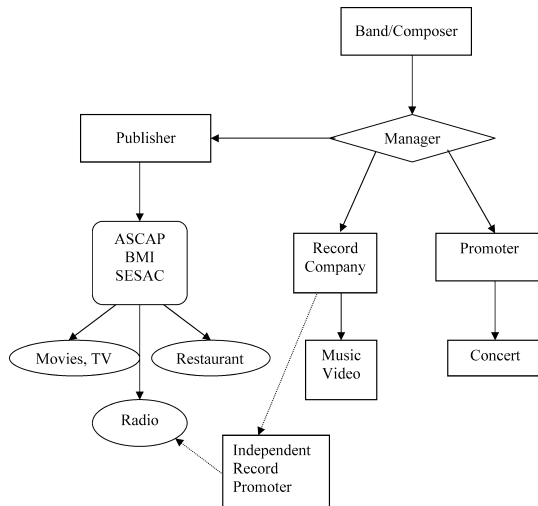 Band/Composer
Publisher
Manager
ASCAP
BMI
SESAC
Record
Company
Promoter
Movies, TV
Restaurant
Music
Video
Concert
Radio
Independent
Record
Promoter